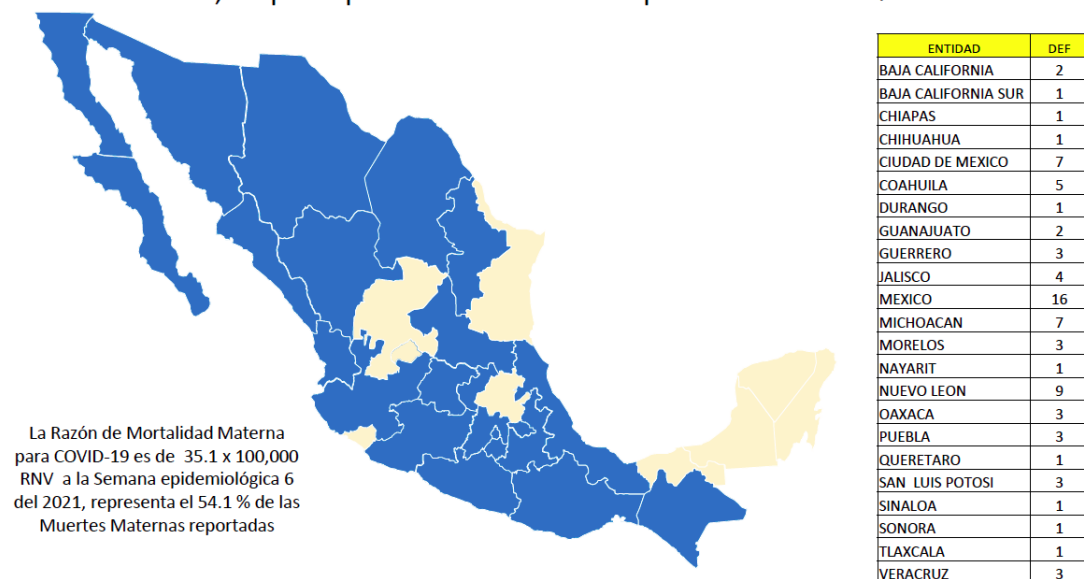 ENTIDAD DEF
BAJA CALIFORNIA 2
BAJA CALIFORNIA SUR 1
CHIAPAS 1
CHIHUAHUA 1
CIUDAD DE MEXICO 7
COAHUILA 5
DURANGO 1
GUANAJUATO 2
GUERRERO 3
JALISCO 4
MEXICO 16
MICHOACAN 7
MORELOS 3
NAYARIT 1
NUEVO LEON 9
OAXACA 3
PUEBLA 3
QUERETARO 1
SAN LUIS POTOSI 3
SINALOA 1
SONORA 1
TLAXCALA 1
VERACRUZ 3
La Razón de Mortalidad Materna
para COVID-19 es de 35.1 x 100,000
RNV a la Semana epidemiológica 6
del 2021, representa el 54.1 % de las
Muertes Maternas reportadas